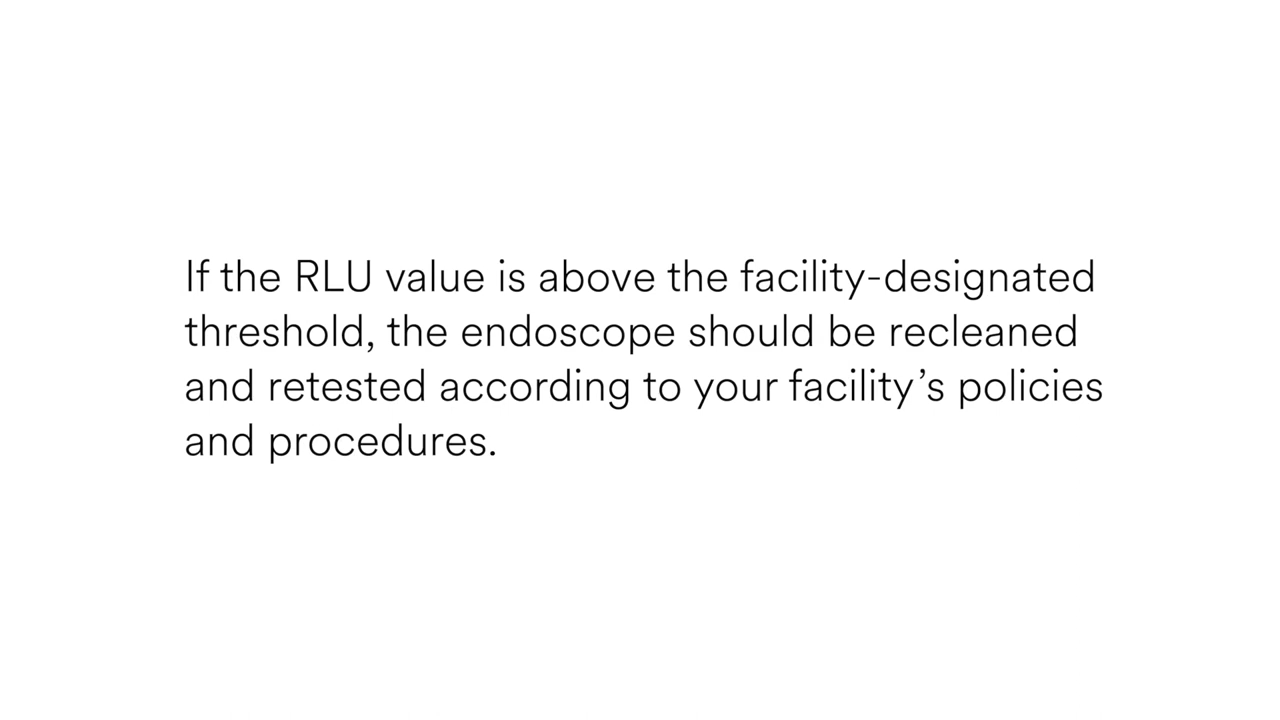 If the RLU value is above the facility-designated
threshold, the endoscope should be recleaned
and retested according to your facility’s policies
and procedures.